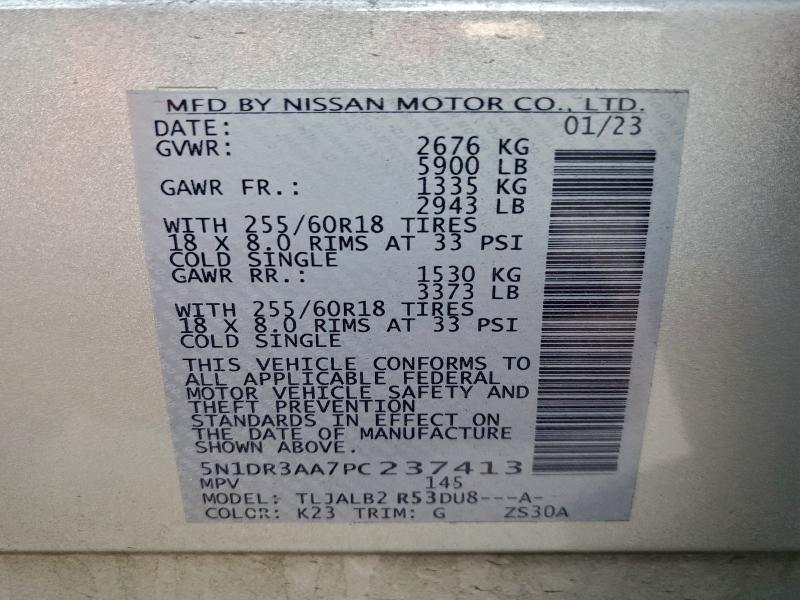 MFD BY NISSAN MOTOR CO., LTD.
DATE: 01/23
GVWR: 2676 KG
5900 LB
GAWR FR.: 1335 KG
2943 LB
WITH 255/60R18 TIRES
18 X 8.0 RIMS AT 33 PSI
COLD SINGLE
GAWR RR.: 1530 KG
3373 LB
WITH 255/60R18 TIRES
18 X 8.0 RIMS AT 33 PSI
COLD SINGLE
THIS VEHICLE CONFORMS TO
ALL APPLICABLE FEDERAL
MOTOR VEHICLE SAFETY AND
THEFT PREVENTION
STANDARDS IN EFFECT ON
THE DATE OF MANUFACTURE
SHOWN ABOVE.
5N1DR3AA7PC237413
MPV 145
MODEL: TLJALB2 R53DU8---A-
COLOR: K23 TRIM: G ZS30A